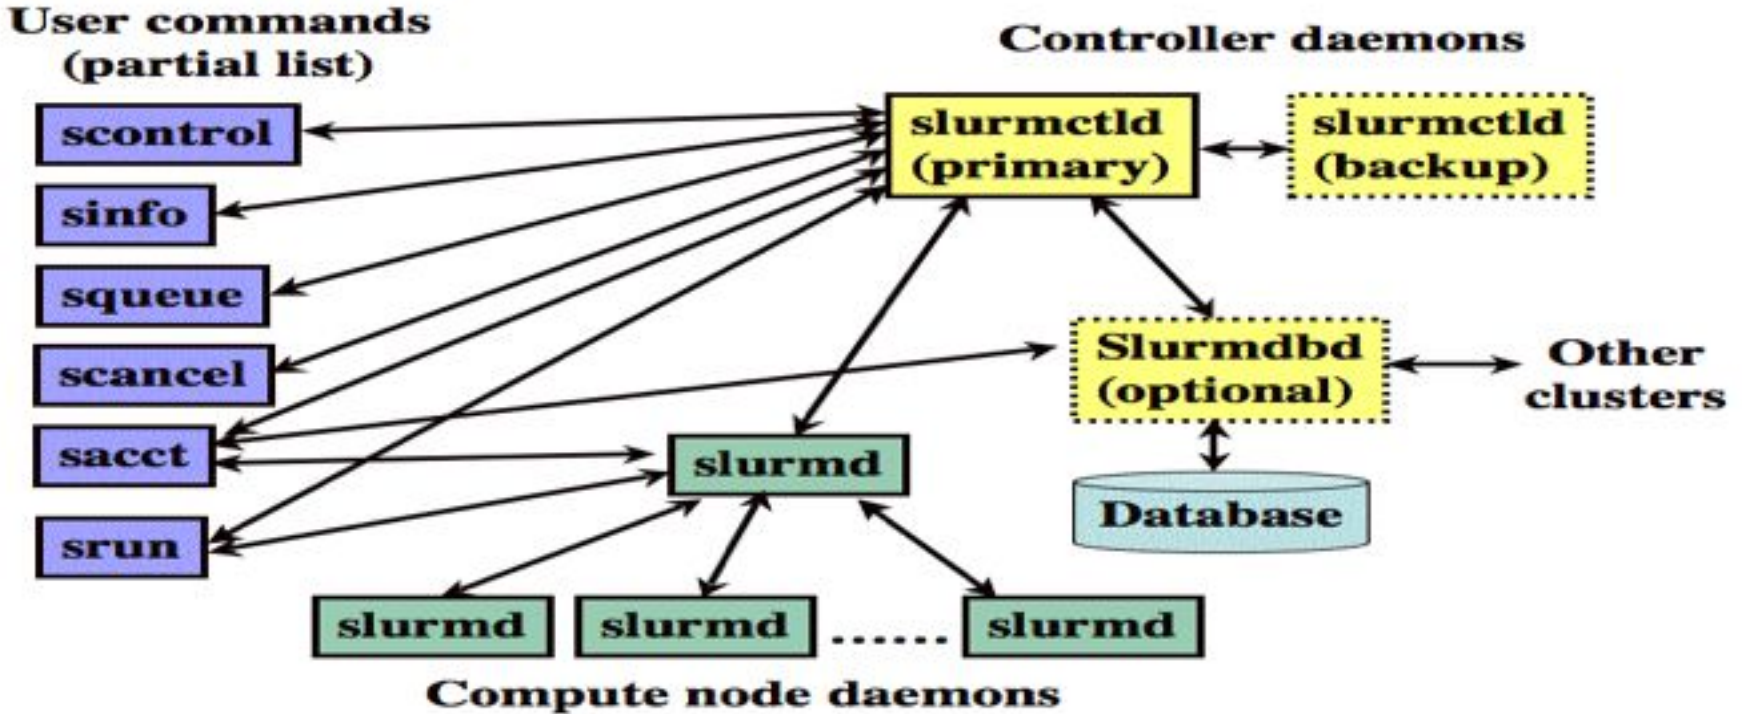 User commands
(partial list)
Controller daemons
scontrol
sinfo
squeue
scancel
sacct
srun
slurmctld
(primary)
slurmctld
(backup)
Slurmdbd
(optional)
Other
clusters
Database
slurmd
slurmd
slurmd
......
slurmd
Compute node daemons